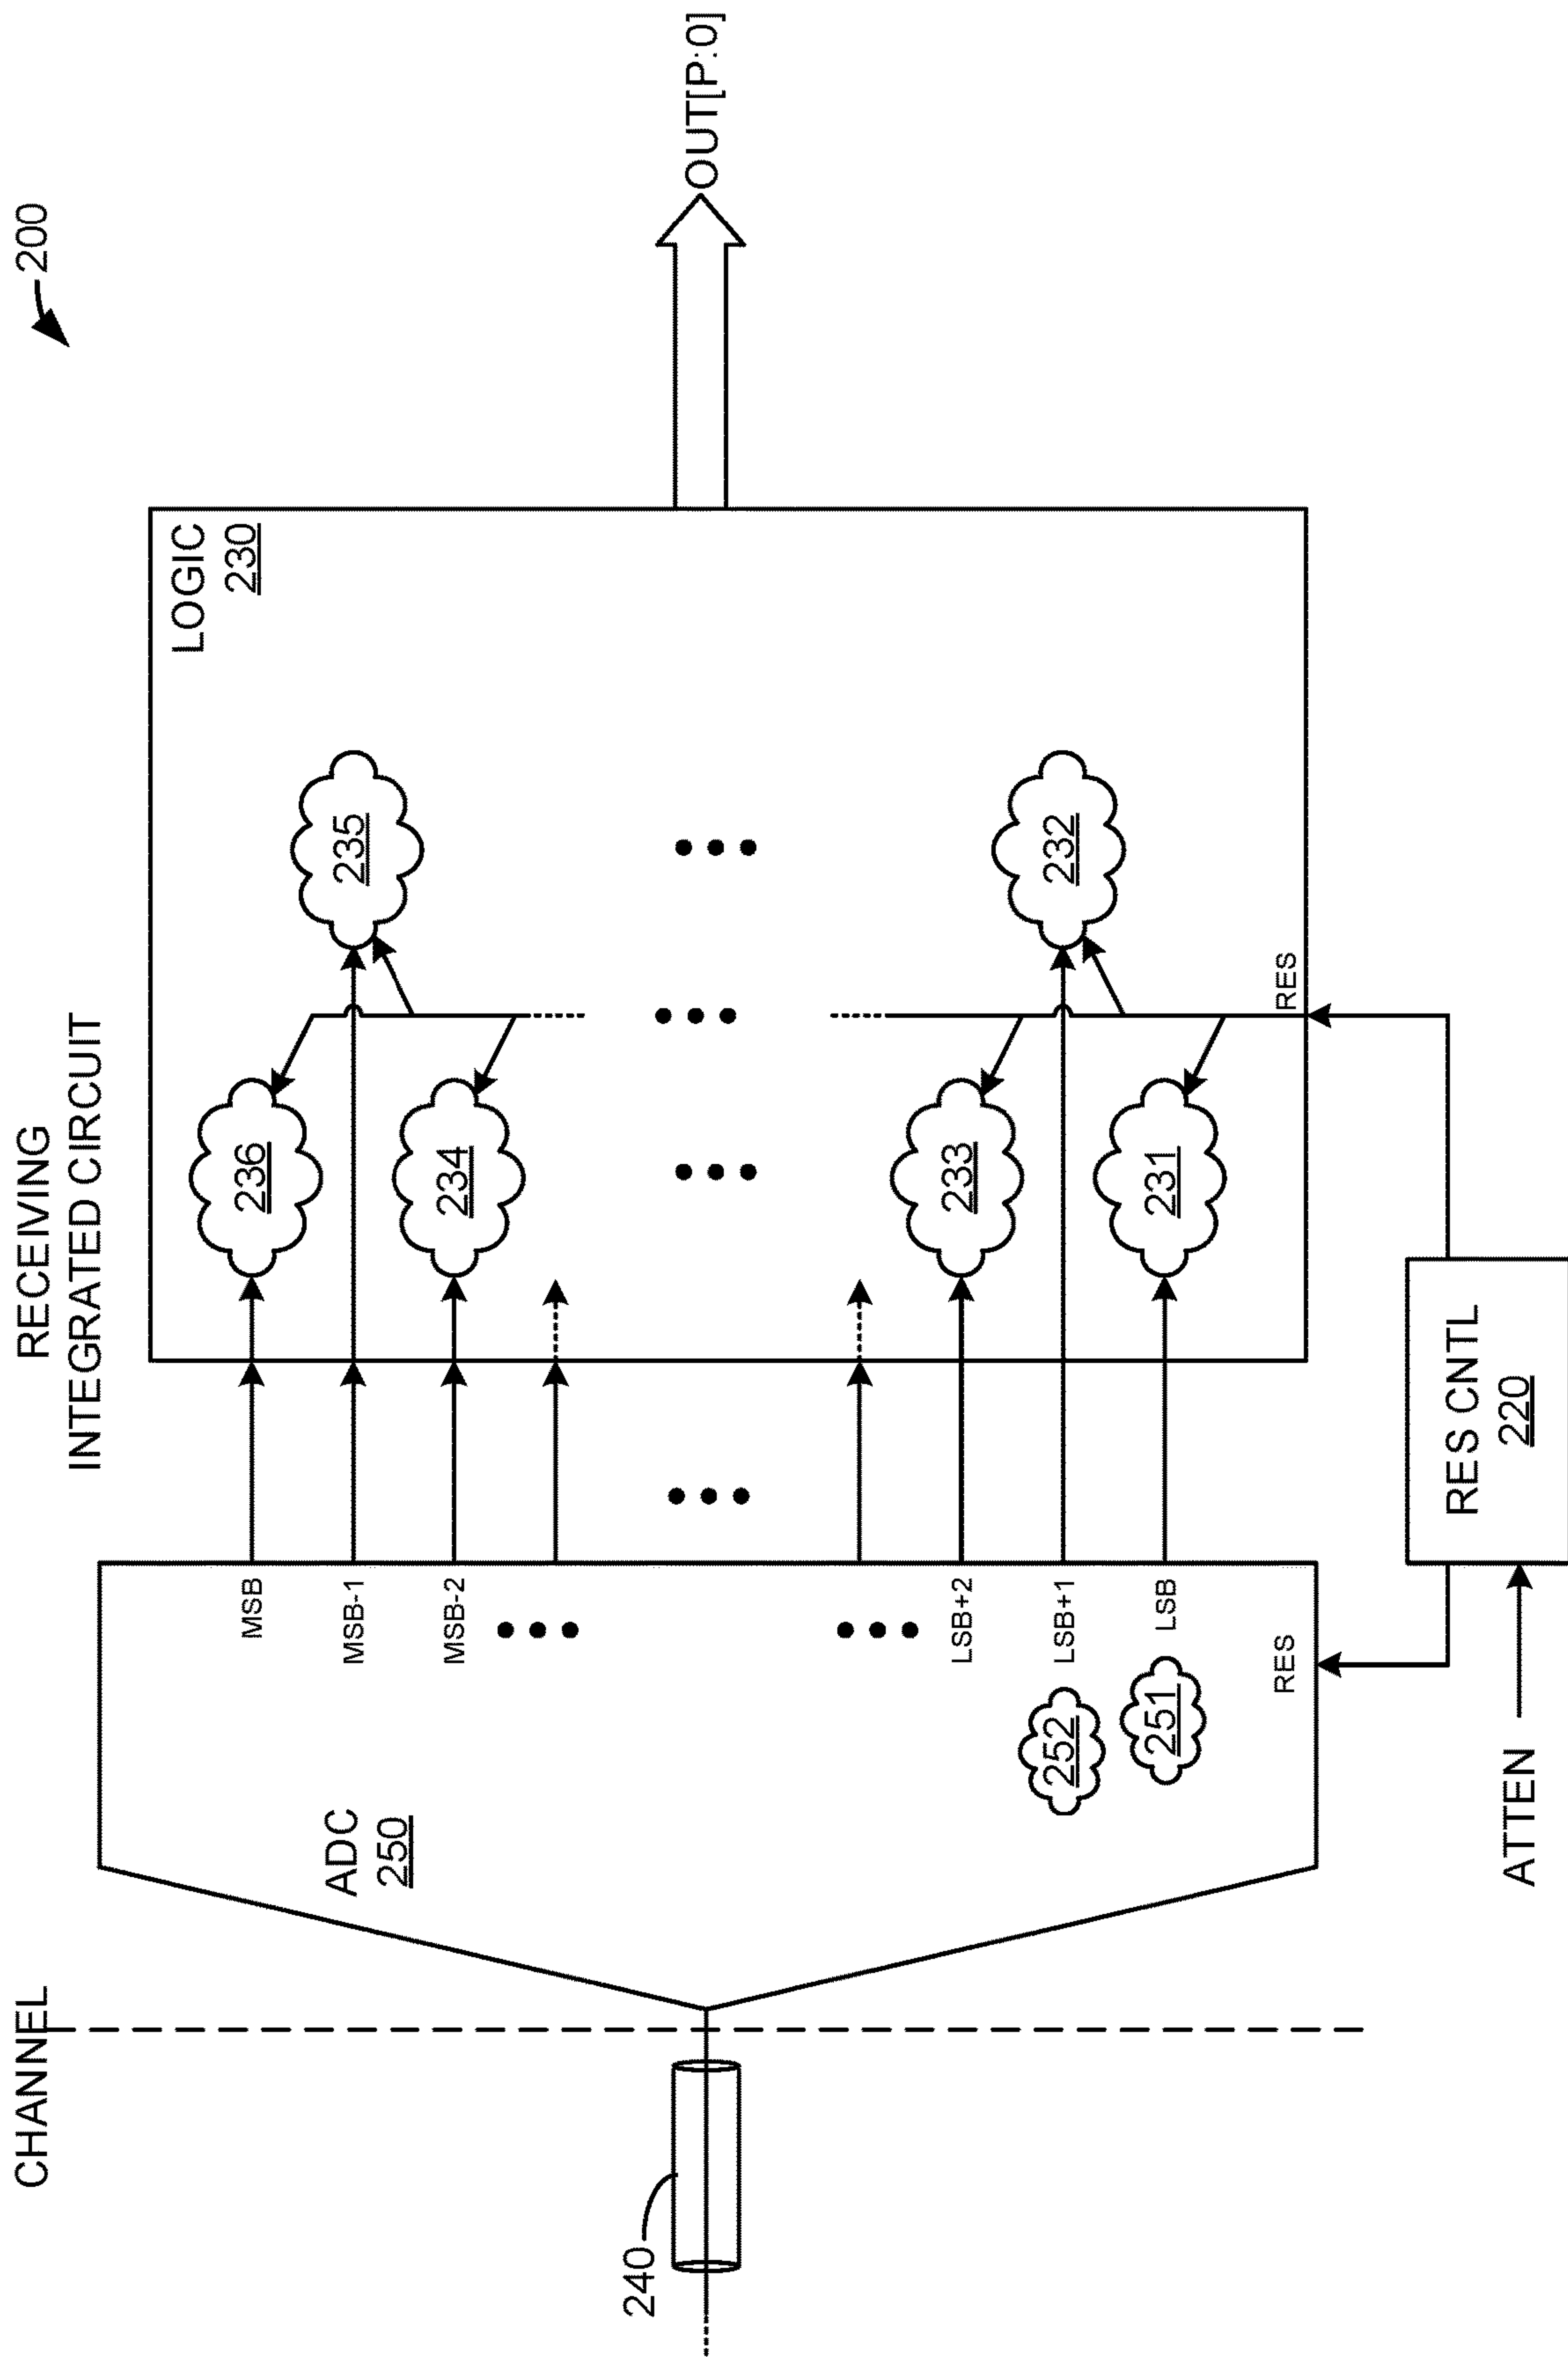 200
CHANNEL
RECEIVING
INTEGRATED CIRCUIT
240
ADC
250
MSB
MSB-1
MSB-2
LSB+2
LSB+1
LSB
252
251
RES
LOGIC
230
236
235
234
233
232
231
RES
OUT[P:0]
ATTEN
RES CNTL
220